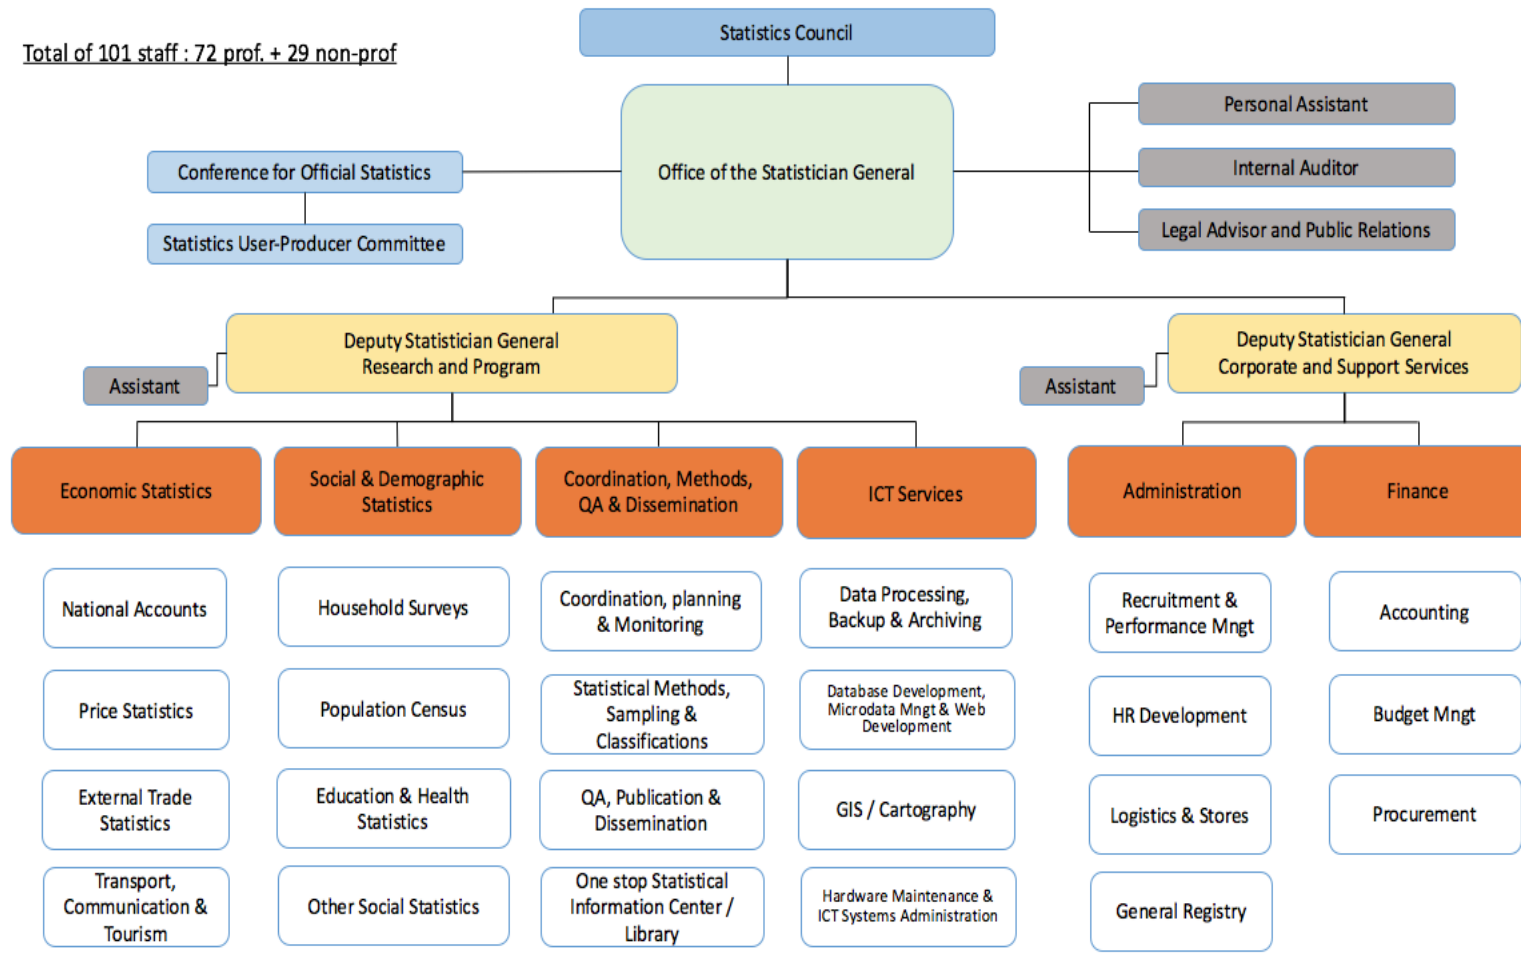 Statistics Council
Total of 101 staff : 72 prof. + 29 non-prof
Personal Assistant
Conference for Official Statistics
Office of the Statistician General
Internal Auditor
Statistics User-Producer Committee
Legal Advisor and Public Relations
Deputy Statistician General
Research and Program
Assistant
Deputy Statistician General
Corporate and Support Services
Assistant
Economic Statistics
Social & Demographic
Statistics
Coordination, Methods,
QA & Dissemination
ICT Services
Administration
Finance
National Accounts
Household Surveys
Coordination, planning
& Monitoring
Data Processing,
Backup & Archiving
Recruitment &
Performance Mngt
Accounting
Price Statistics
Population Census
Statistical Methods,
Sampling &
Classifications
Database Development,
Microdata Mngt & Web
Development
HR Development
Budget Mngt
External Trade
Statistics
Education & Health
Statistics
QA, Publication &
Dissemination
GIS / Cartography
Logistics & Stores
Procurement
Transport,
Communication &
Tourism
Other Social Statistics
One stop Statistical
Information Center /
Library
Hardware Maintenance &
ICT Systems Administration
General Registry